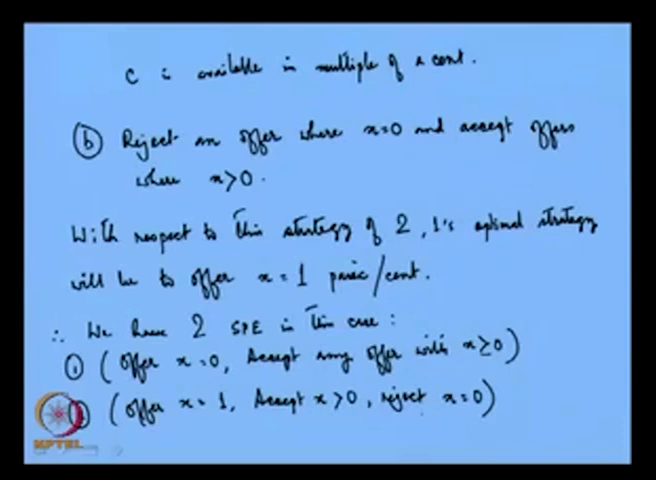 C is available in multiple of a cent.
(b) Reject an offer where x=0 and accept offers
where x>0.
With respect to this strategy of 2, 1's optimal strategy
will be to offer x = 1 paise/cent.
∴ We have 2 SPE in this case:
(1) (Offer x=0, Accept any offer with x≥0)
(Offer x=1, Accept x>0, reject x=0)
NPTEL